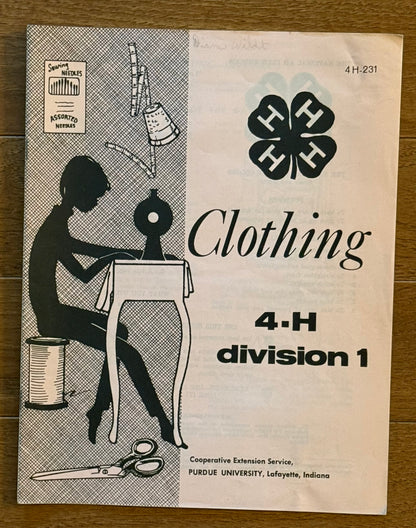 Sewing
NEEDLES
ASSORTED
NEEDLES
4H-231
H H
H H
Clothing
4-H
division 1
Cooperative Extension Service,
PURDUE UNIVERSITY, Lafayette, Indiana